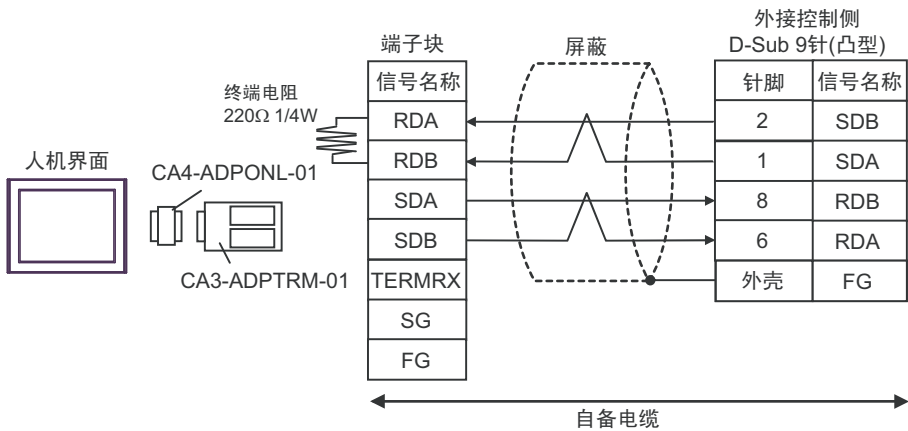 外接控制侧
D-Sub 9针(凸型)
端子块
屏蔽
信号名称
针脚 信号名称
终端电阻
220Ω 1/4W
RDA
2 SDB
RDB
1 SDA
人机界面
CA4-ADPONL-01
SDA
8 RDB
SDB
6 RDA
CA3-ADPTRM-01
TERMRX
外壳 FG
SG
FG
自备电缆